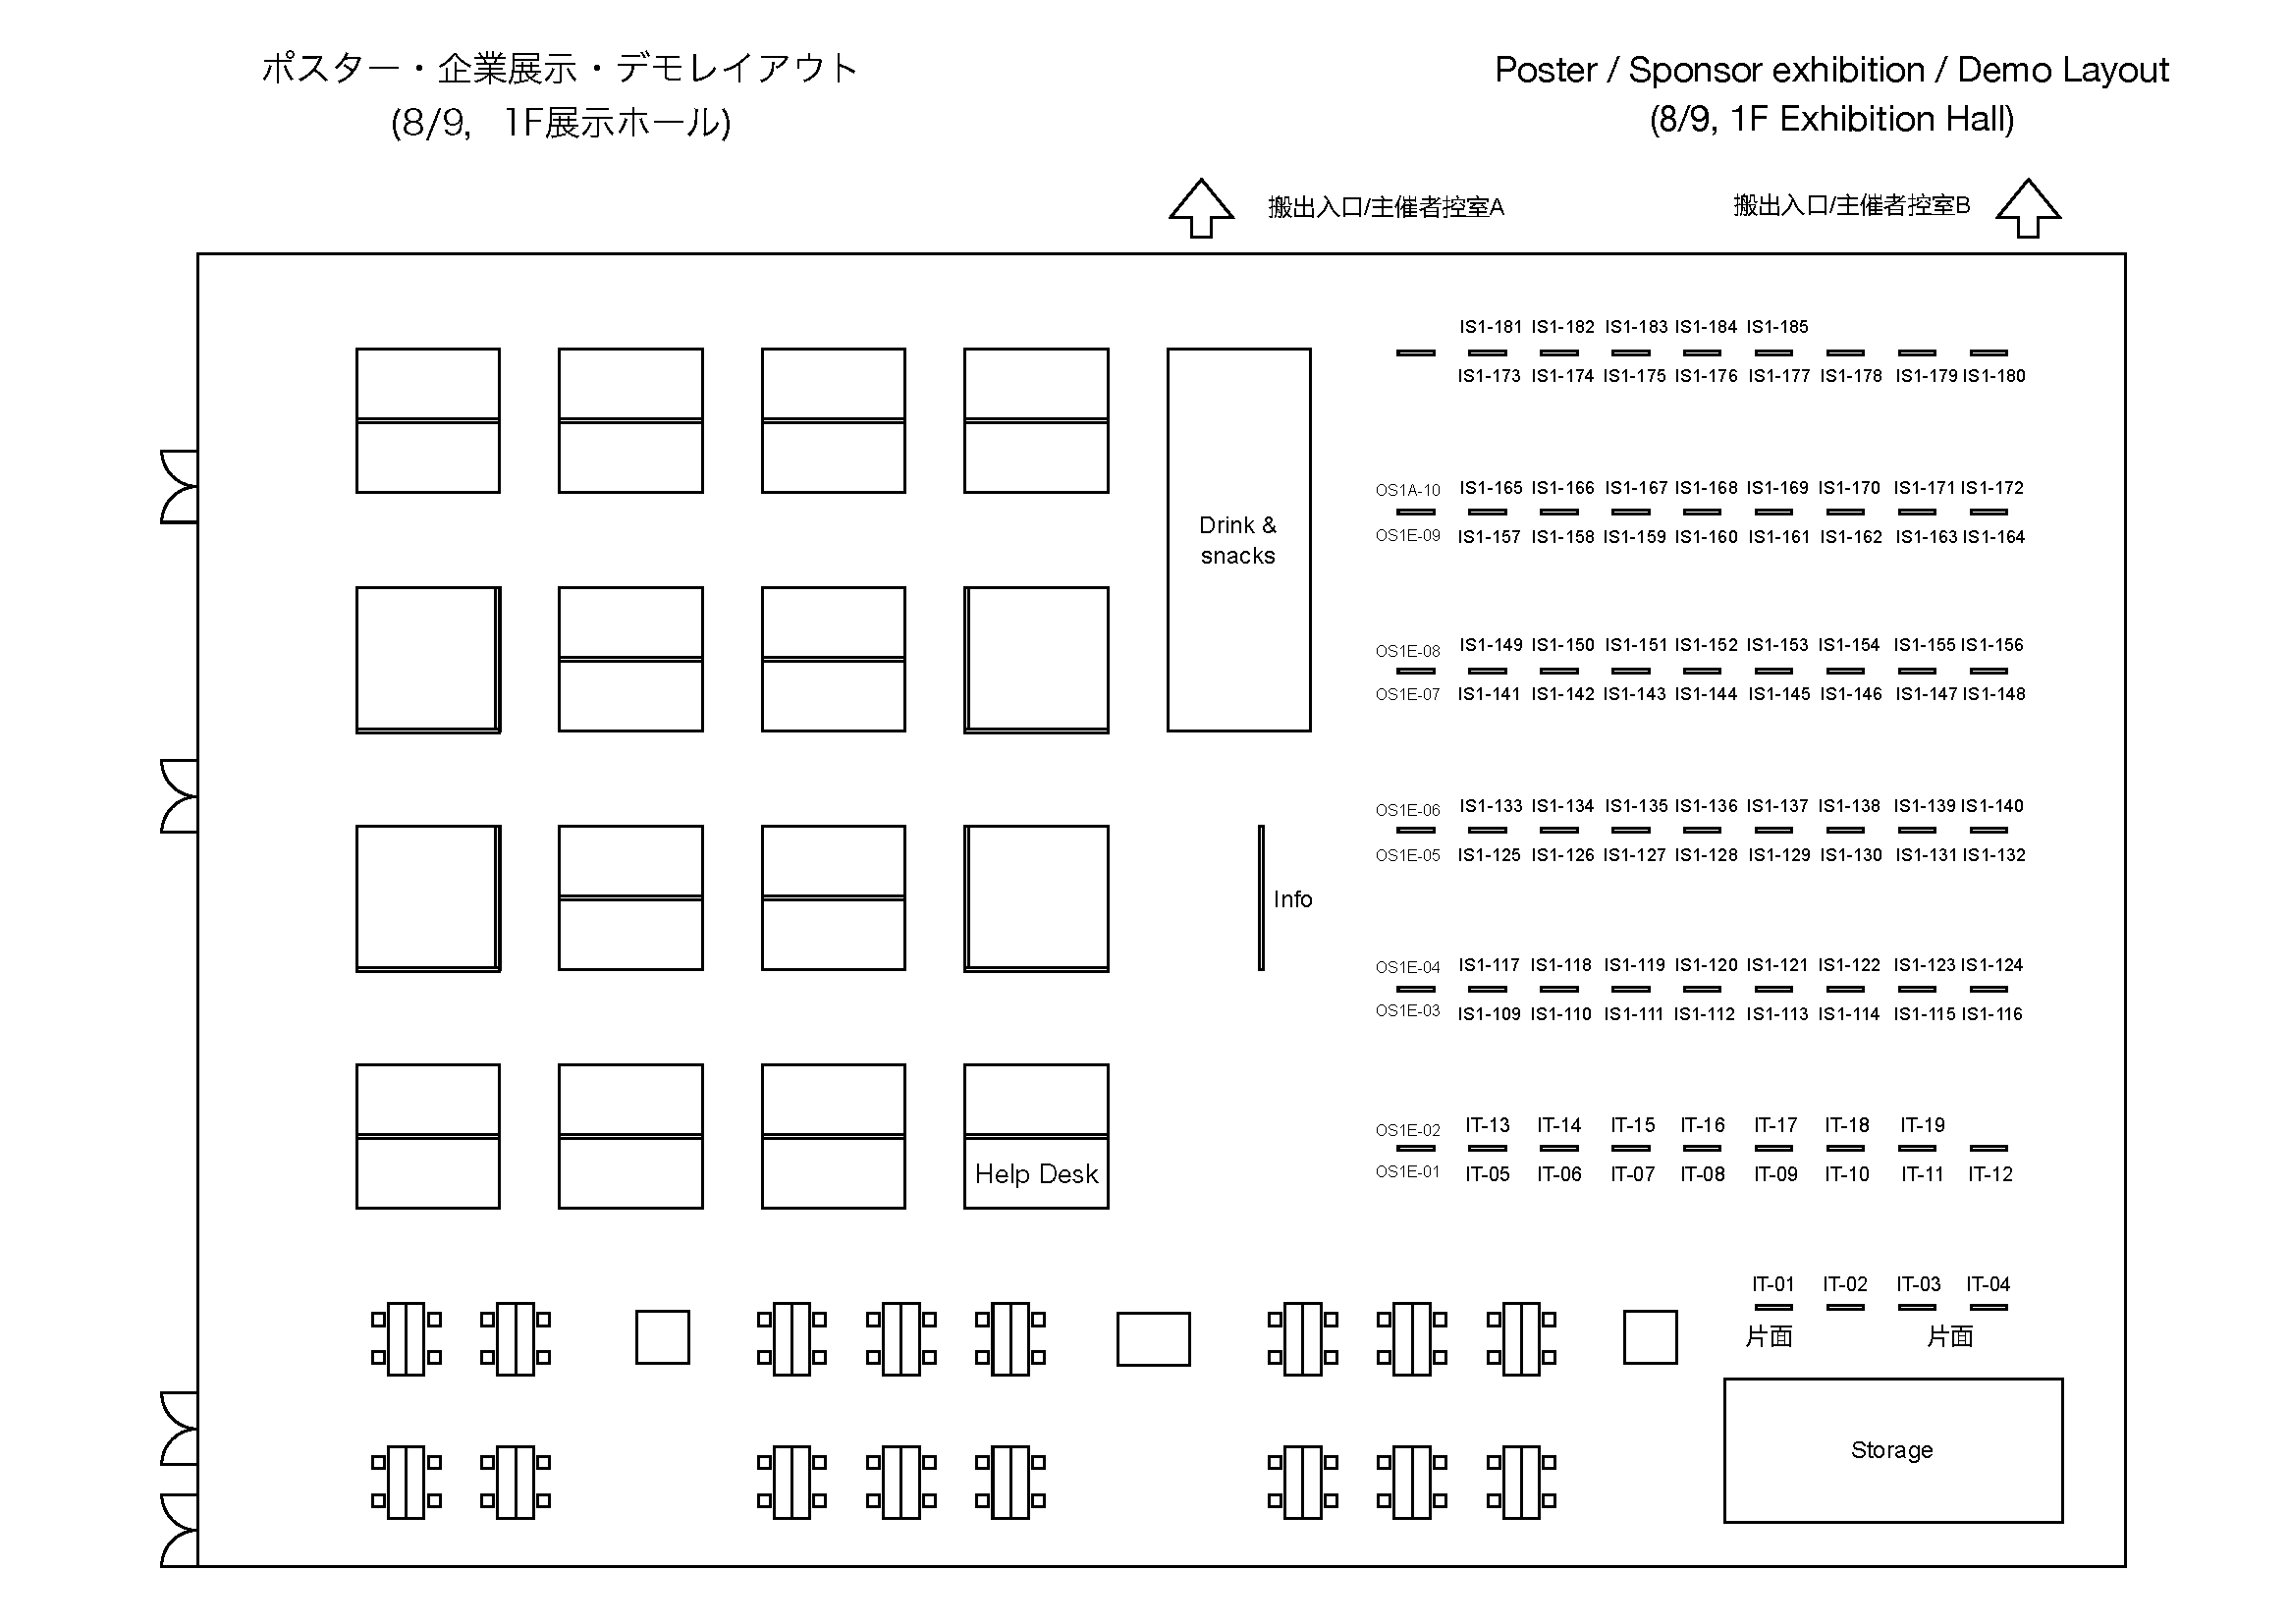 ポスター・企業展示・デモレイアウト
(8/9, 1F展示ホール)
Poster / Sponsor exhibition / Demo Layout
(8/9, 1F Exhibition Hall)
搬出入口/主催者控室A
搬出入口/主催者控室B
IS1-181 IS1-182 IS1-183 IS1-184 IS1-185
IS1-173 IS1-174 IS1-175 IS1-176 IS1-177 IS1-178 IS1-179 IS1-180
OS1A-10 IS1-165 IS1-166 IS1-167 IS1-168 IS1-169 IS1-170 IS1-171 IS1-172
Drink &
snacks
OS1E-09 IS1-157 IS1-158 IS1-159 IS1-160 IS1-161 IS1-162 IS1-163 IS1-164
OS1E-08 IS1-149 IS1-150 IS1-151 IS1-152 IS1-153 IS1-154 IS1-155 IS1-156
OS1E-07 IS1-141 IS1-142 IS1-143 IS1-144 IS1-145 IS1-146 IS1-147 IS1-148
OS1E-06 IS1-133 IS1-134 IS1-135 IS1-136 IS1-137 IS1-138 IS1-139 IS1-140
OS1E-05 IS1-125 IS1-126 IS1-127 IS1-128 IS1-129 IS1-130 IS1-131 IS1-132
Info
OS1E-04 IS1-117 IS1-118 IS1-119 IS1-120 IS1-121 IS1-122 IS1-123 IS1-124
OS1E-03 IS1-109 IS1-110 IS1-111 IS1-112 IS1-113 IS1-114 IS1-115 IS1-116
OS1E-02 IT-13 IT-14 IT-15 IT-16 IT-17 IT-18 IT-19
OS1E-01 IT-05 IT-06 IT-07 IT-08 IT-09 IT-10 IT-11 IT-12
Help Desk
IT-01 IT-02 IT-03 IT-04
片面 片面
Storage